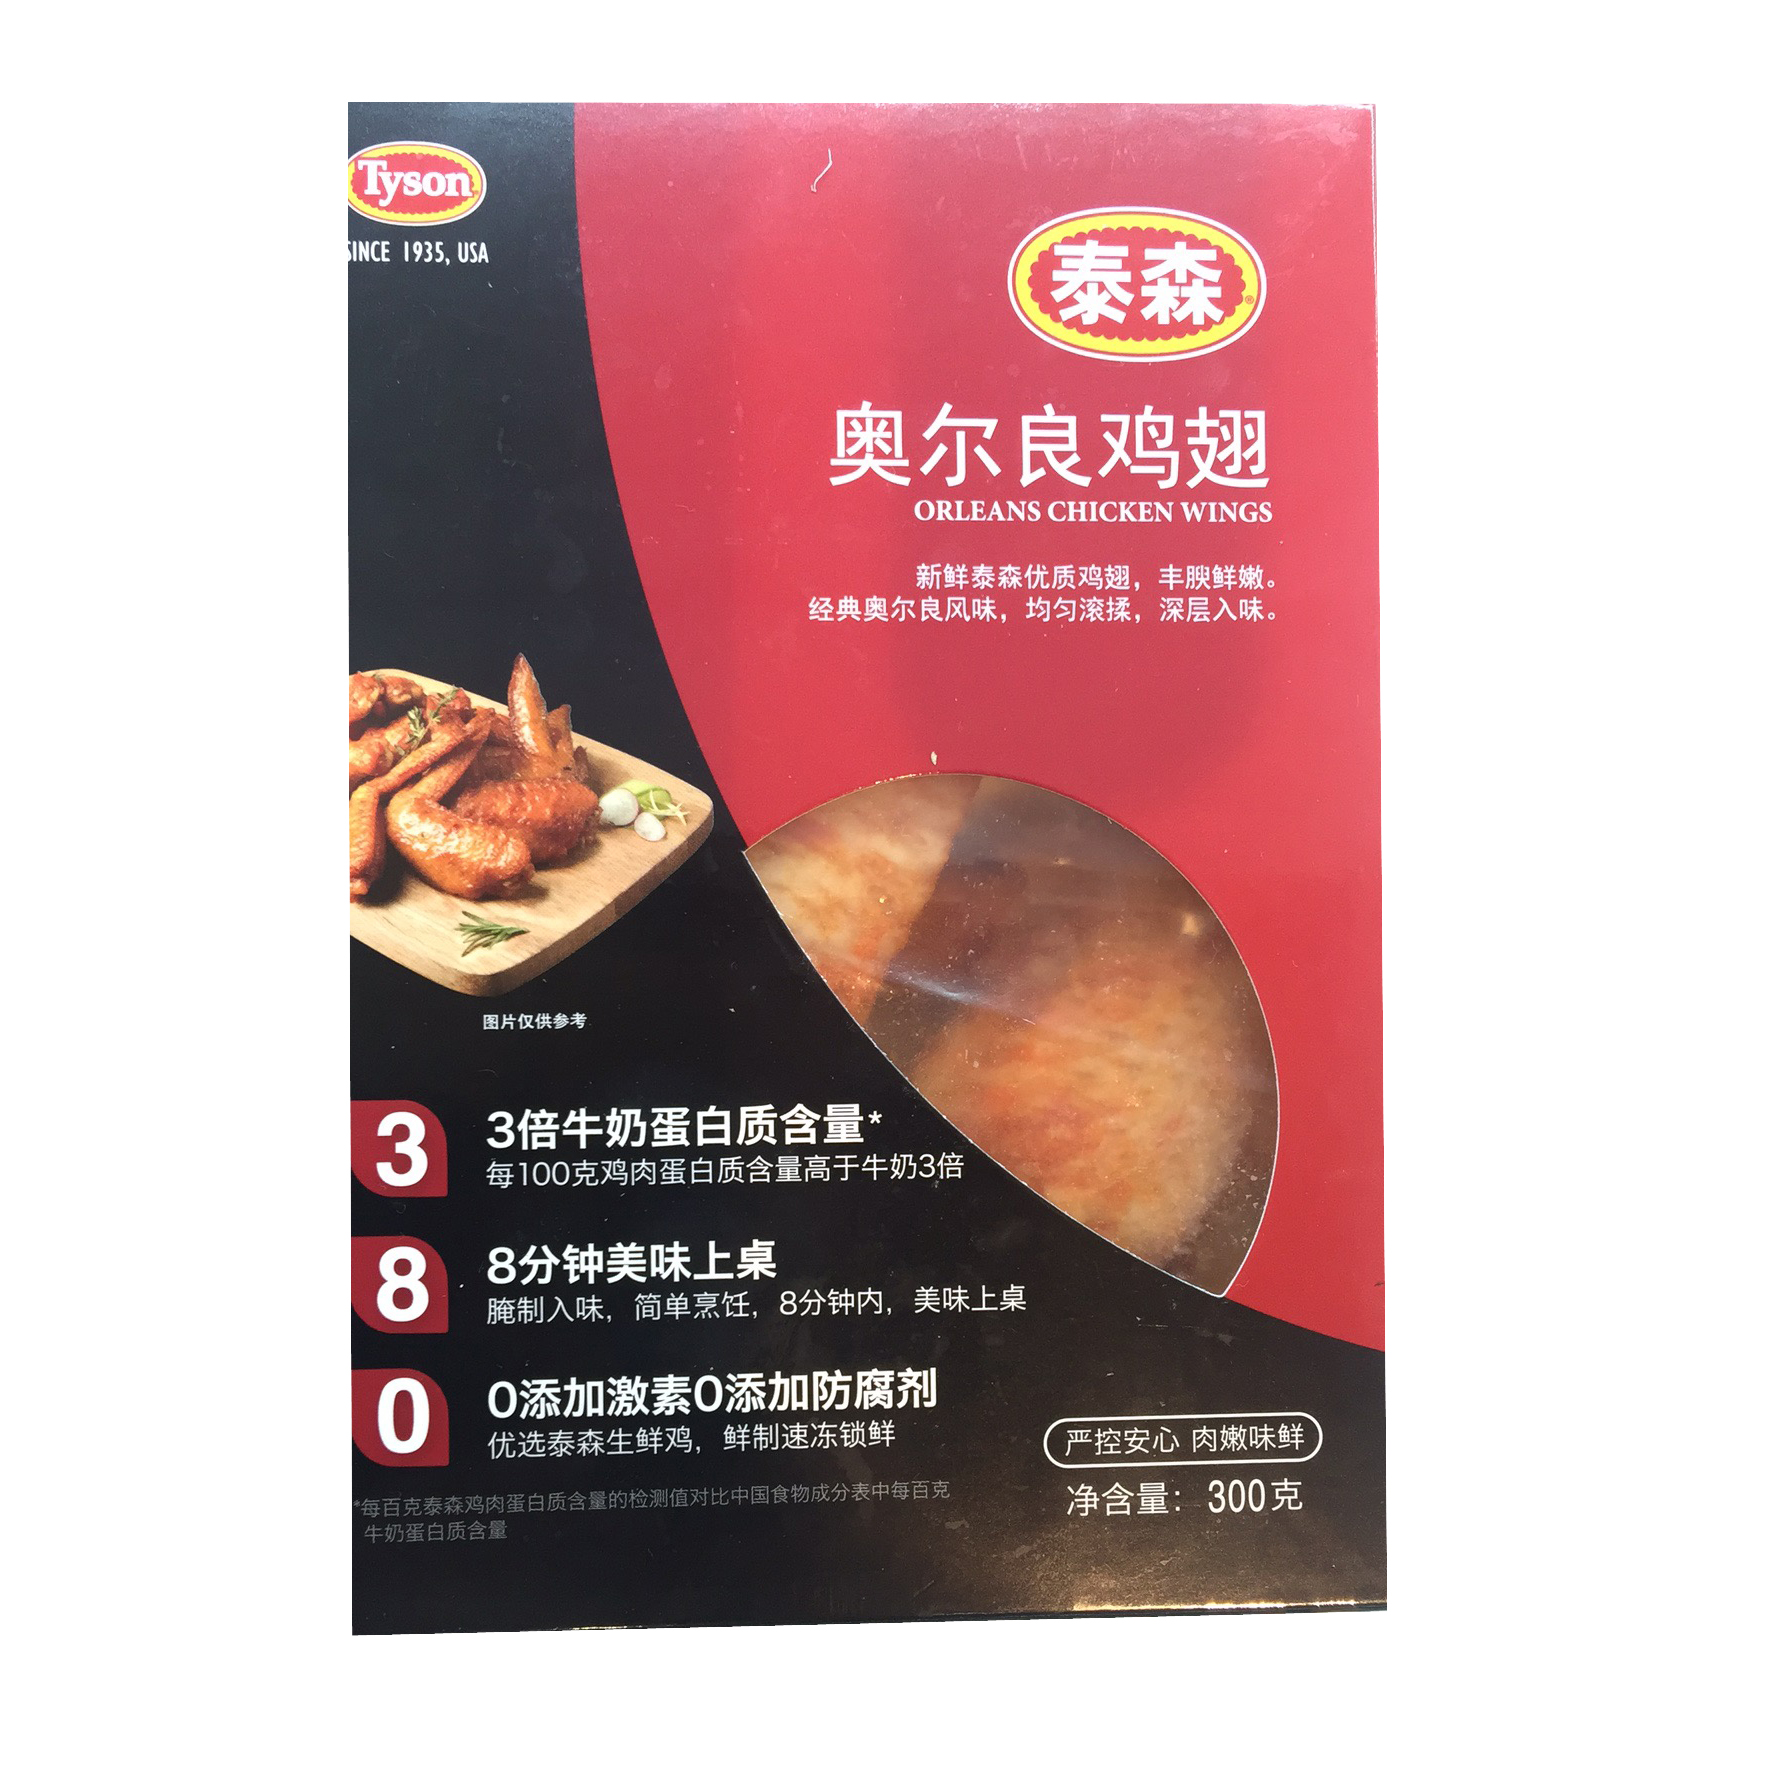 Tyson
SINCE 1935, USA
泰森
奥尔良鸡翅
ORLEANS CHICKEN WINGS
新鲜泰森优质鸡翅，丰腴鲜嫩。
经典奥尔良风味，均匀滚揉，深层入味。
图片仅供参考
3
3倍牛奶蛋白质含量*
每100克鸡肉蛋白质含量高于牛奶3倍
8
8分钟美味上桌
腌制入味，简单烹饪，8分钟内，美味上桌
0
0添加激素0添加防腐剂
优选泰森生鲜鸡，鲜制速冻锁鲜
*每百克泰森鸡肉蛋白质含量的检测值对比中国食物成分表中每百克
牛奶蛋白质含量
严控安心 肉嫩味鲜
净含量：300克